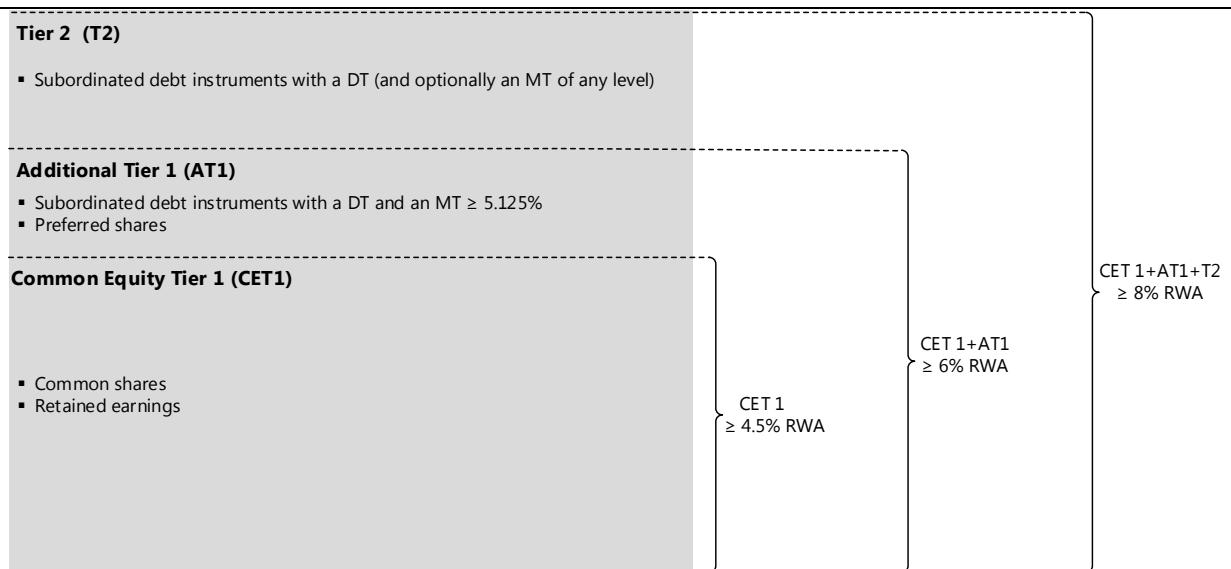 Tier 2 (T2)
▪ Subordinated debt instruments with a DT (and optionally an MT of any level)
Additional Tier 1 (AT1)
▪ Subordinated debt instruments with a DT and an MT ≥ 5.125%
▪ Preferred shares
Common Equity Tier 1 (CET1)
▪ Common shares
▪ Retained earnings
CET 1
≥ 4.5% RWA
CET 1+AT1
≥ 6% RWA
CET 1+AT1+T2
≥ 8% RWA